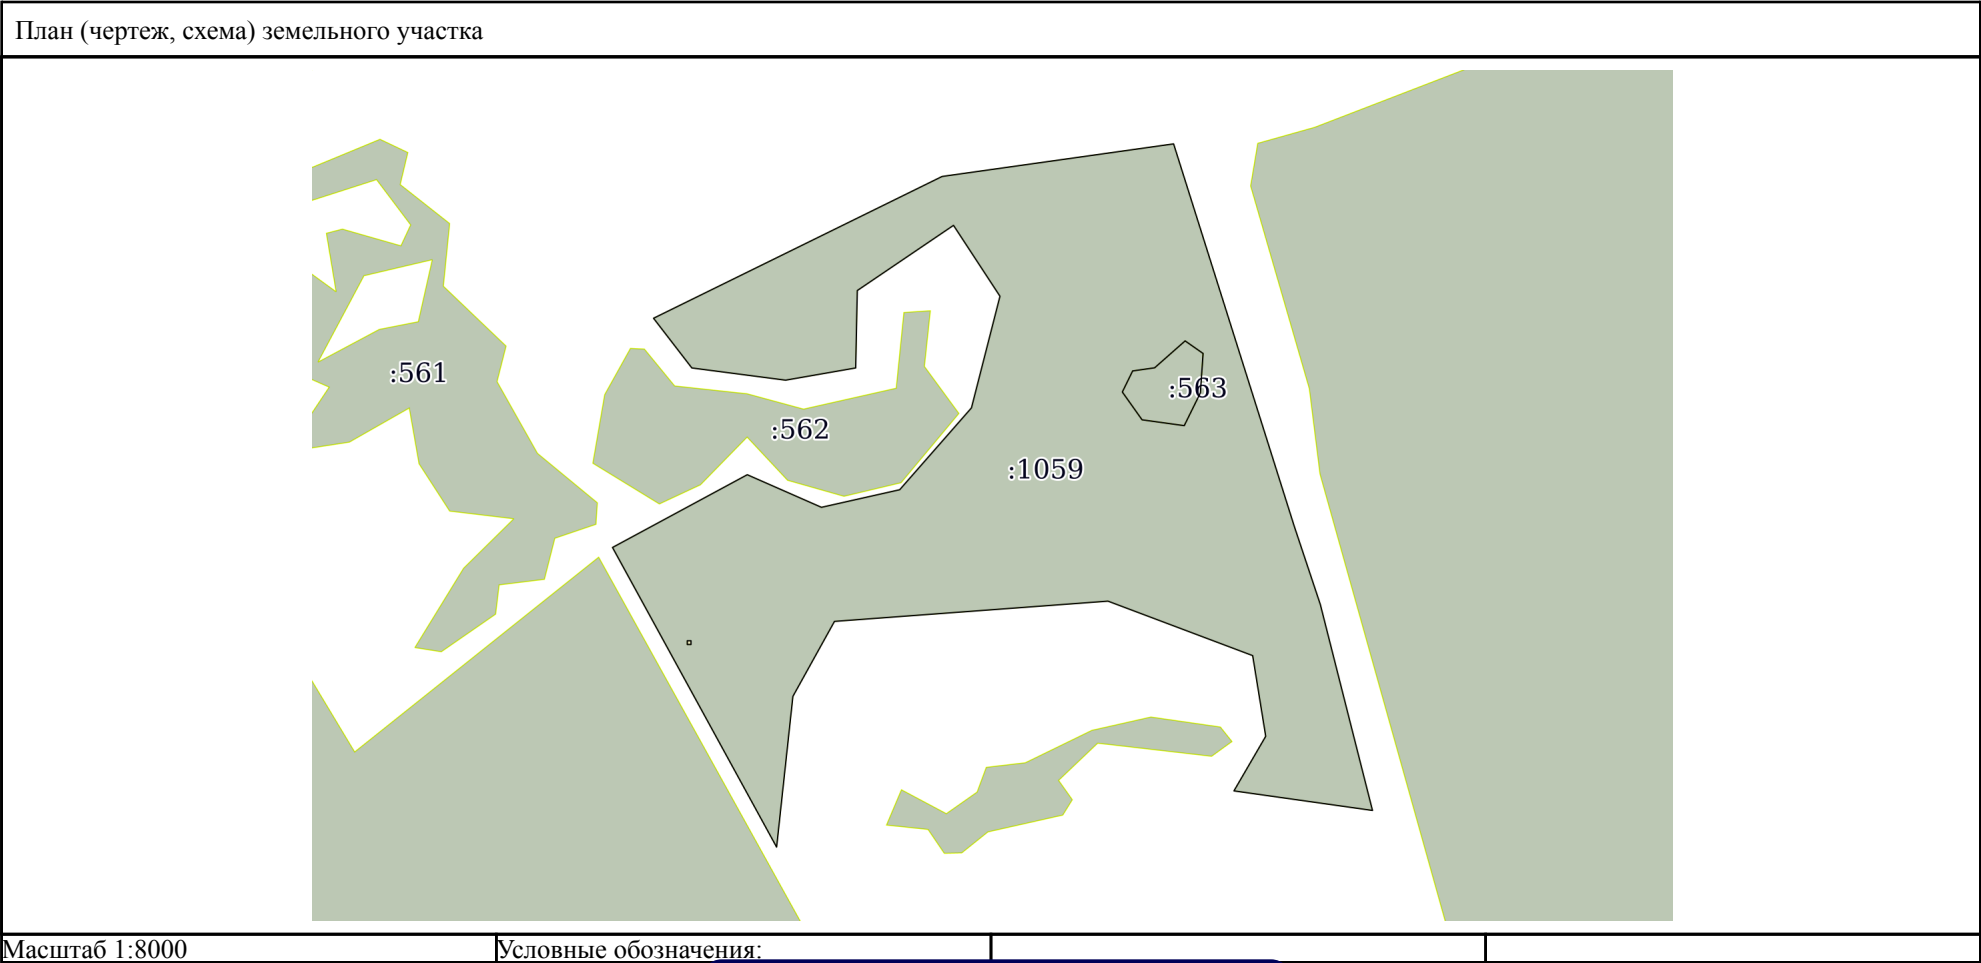 План (чертеж, схема) земельного участка
:561
:563
:562
:1059
Масштаб 1:8000
Условные обозначения: